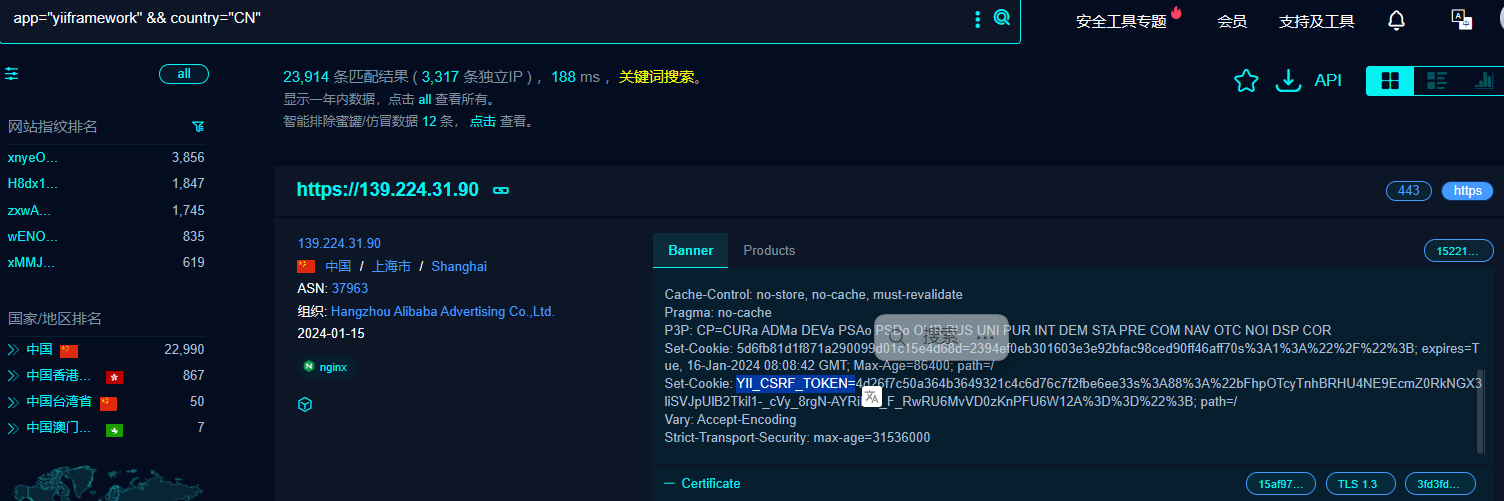 app="yiiframework" && country="CN"
安全工具专题 会员 支持及工具
all
23,914 条匹配结果 ( 3,317 条独立IP ) ， 188 ms ， 关键词搜索。
显示一年内数据，点击 all 查看所有。
智能排除蜜罐/仿冒数据 12 条， 点击 查看。
API
网站指纹排名
xnyeO... 3,856
H8dx1... 1,847
zxwA... 1,745
wENO... 835
xMMJ... 619
国家/地区排名
中国 22,990
中国香港... 867
中国台湾省 50
中国澳门... 7
https://139.224.31.90
443 https
139.224.31.90
中国 / 上海市 / Shanghai
ASN: 37963
组织: Hangzhou Alibaba Advertising Co.,Ltd.
2024-01-15
nginx
Banner Products
15221...
Cache-Control: no-store, no-cache, must-revalidate
Pragma: no-cache
P3P: CP=CURa ADMa DEVa PSAo PSDo OUR BUS UNI PUR INT DEM STA PRE COM NAV OTC NOI DSP COR
Set-Cookie: 5d6fb81d1f871a290099d01c15e4d68d=2394ef0eb301603e3e92bfac98ced90ff46aff70s%3A1%3A%22%2F%22%3B; expires=T
ue, 16-Jan-2024 08:08:42 GMT; Max-Age=86400; path=/
Set-Cookie: YII_CSRF_TOKEN=4d26f7c50a364b3649321c4c6d76c7f2fbe6ee33s%3A88%3A%22bFhpOTcyTnhBRHU4NE9EcmZ0RkNGX3
liSVJpUlB2Tkil1-_cVy_8rgN-AYRi _F_RwRU6MvVD0zKnPFU6W12A%3D%3D%22%3B; path=/
Vary: Accept-Encoding
Strict-Transport-Security: max-age=31536000
搜索 ...
Certificate
15af97... TLS 1.3 3fd3fd...